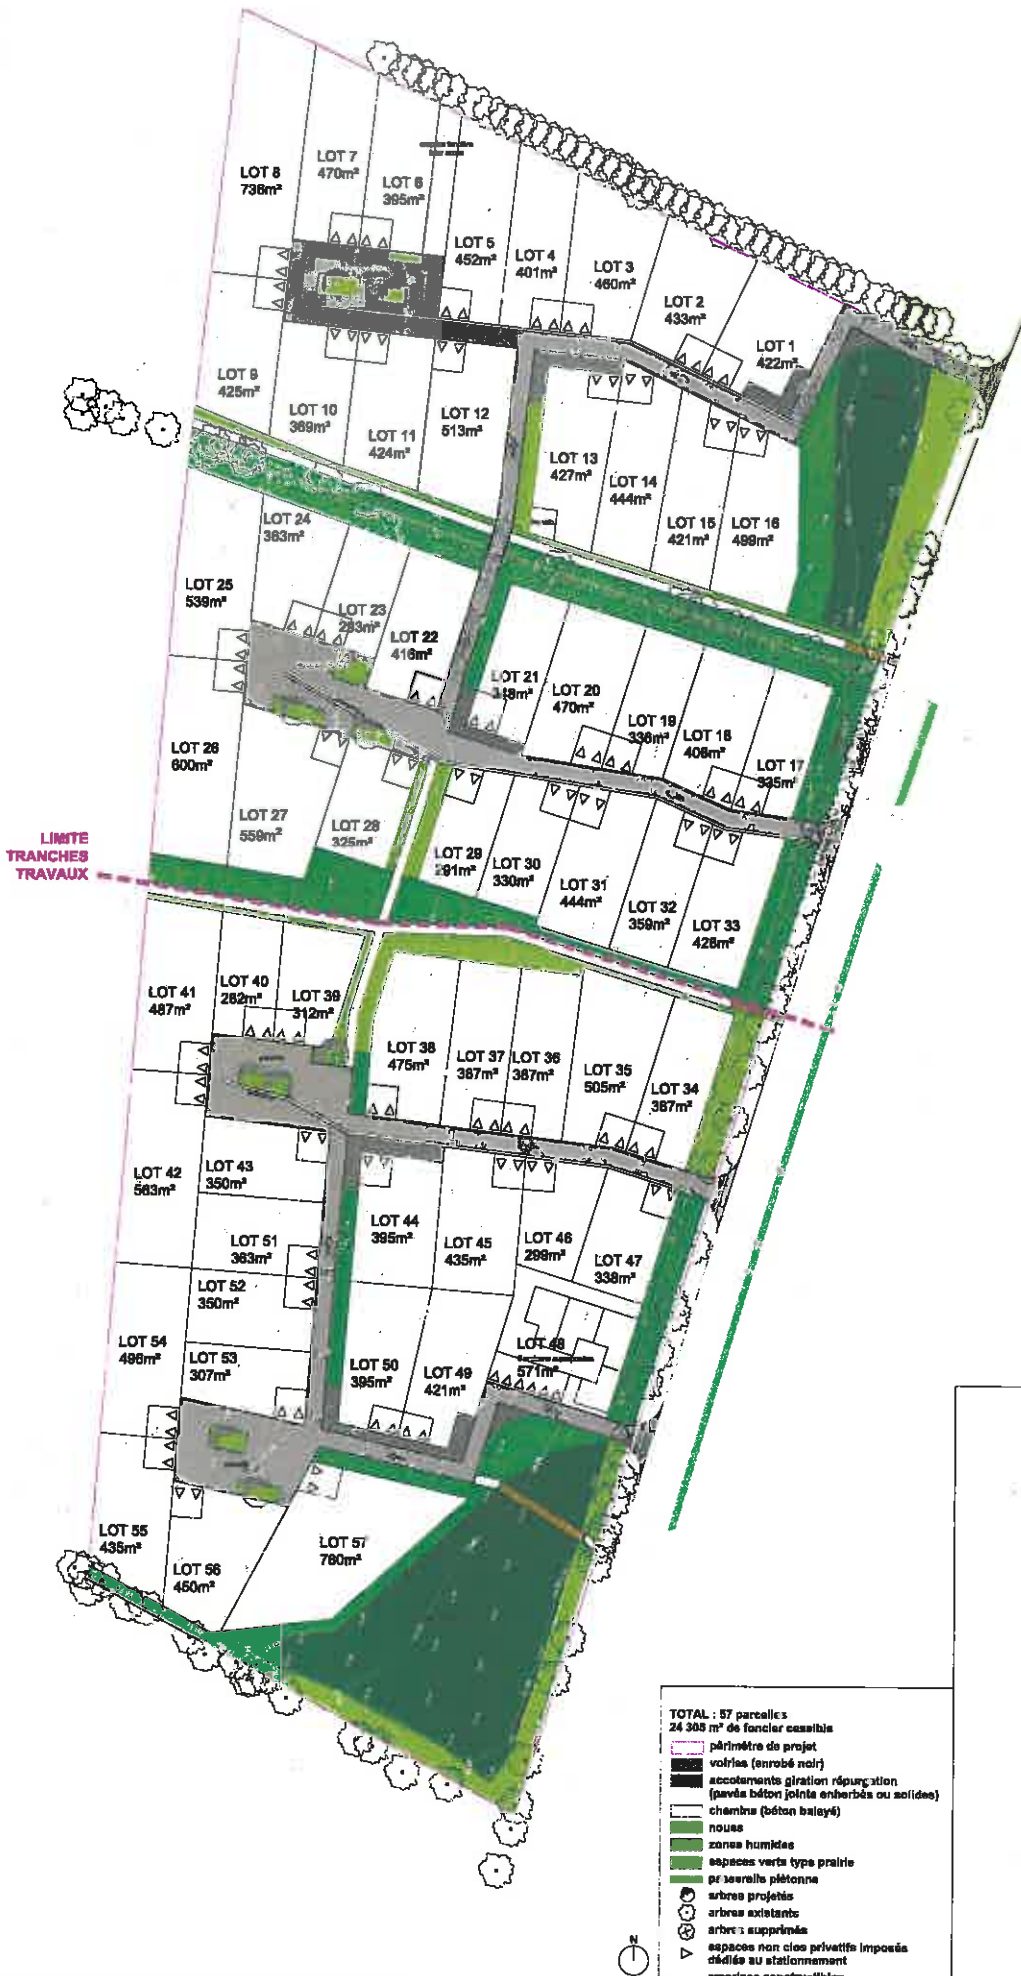 LOT 8
736m²
LOT 7
470m²
LOT 6
395m²
LOT 5
452m²
LOT 4
401m²
LOT 3
460m²
LOT 2
433m²
LOT 1
422m²
LOT 9
425m²
LOT 10
369m²
LOT 11
424m²
LOT 12
513m²
LOT 13
427m²
LOT 14
444m²
LOT 15
421m²
LOT 16
499m²
LOT 25
539m²
LOT 24
363m²
LOT 23
293m²
LOT 22
416m²
LOT 21
LOT 20
470m²
LOT 19
336m²
LOT 18
406m²
LOT 17
335m²
LOT 26
600m²
LOT 27
559m²
LOT 28
325m²
LOT 29
291m²
LOT 30
330m²
LOT 31
444m²
LOT 32
359m²
LOT 33
428m²
LIMITE
TRANCHES
TRAVAUX
LOT 41
487m²
LOT 40
282m²
LOT 39
312m²
LOT 38
475m²
LOT 37
387m²
LOT 36
387m²
LOT 35
505m²
LOT 34
387m²
LOT 42
563m²
LOT 43
350m²
LOT 51
363m²
LOT 52
350m²
LOT 44
395m²
LOT 45
435m²
LOT 46
299m²
LOT 47
338m²
LOT 54
496m²
LOT 53
307m²
LOT 50
395m²
LOT 49
421m²
LOT 48
571m²
LOT 55
435m²
LOT 56
450m²
LOT 57
780m²
TOTAL : 57 parcelles
24 308 m² de foncier cessible
périmètre de projet
voiries (enrobé noir)
accotements giration répurgation
(pavés béton joints enherbés ou solides)
chemins (béton balayé)
noues
zones humides
espaces verts type prairie
passerelle piétonne
arbres projetés
arbres existants
arbres supprimés
espaces non clos privatifs imposés
dédiés au stationnement
N